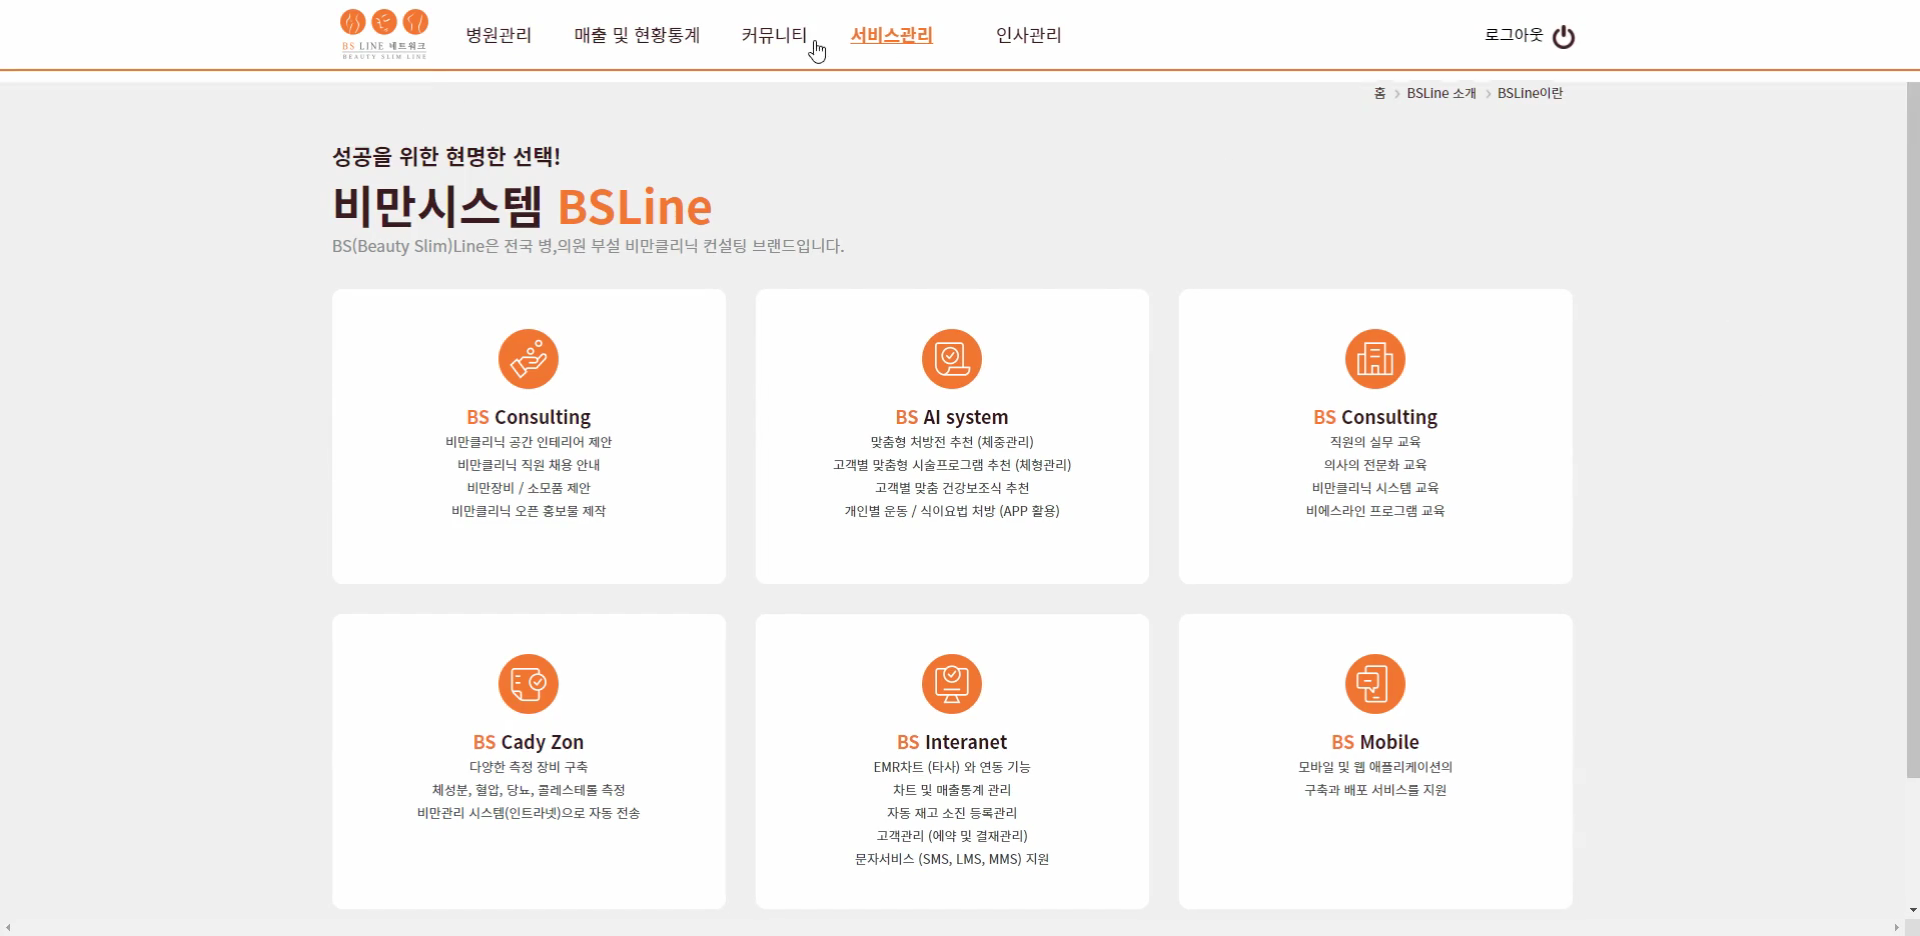 BS LINE 네트워크
BEAUTY SLIM LINE
병원관리
매출 및 현황통계
커뮤니티
서비스관리
인사관리
로그아웃
홈 > BSLine 소개 > BSLine이란
성공을 위한 현명한 선택!
비만시스템 BSLine
BS(Beauty Slim)Line은 전국 병,의원 부설 비만클리닉 컨설팅 브랜드입니다.
BS Consulting
비만클리닉 공간 인테리어 제안
비만클리닉 직원 채용 안내
비만장비 / 소모품 제안
비만클리닉 오픈 홍보물 제작
BS AI system
맞춤형 처방전 추천 (체중관리)
고객별 맞춤형 시술프로그램 추천 (체형관리)
고객별 맞춤 건강보조식 추천
개인별 운동 / 식이요법 처방 (APP 활용)
BS Consulting
직원의 실무 교육
의사의 전문화 교육
비만클리닉 시스템 교육
비에스라인 프로그램 교육
BS Cady Zon
다양한 측정 장비 구축
체성분, 혈압, 당뇨, 콜레스테롤 측정
비만관리 시스템(인트라넷)으로 자동 전송
BS Interanet
EMR차트 (타사) 와 연동 기능
차트 및 매출통계 관리
자동 재고 소진 등록관리
고객관리 (예약 및 결재관리)
문자서비스 (SMS, LMS, MMS) 지원
BS Mobile
모바일 및 웹 애플리케이션의
구축과 배포 서비스를 지원